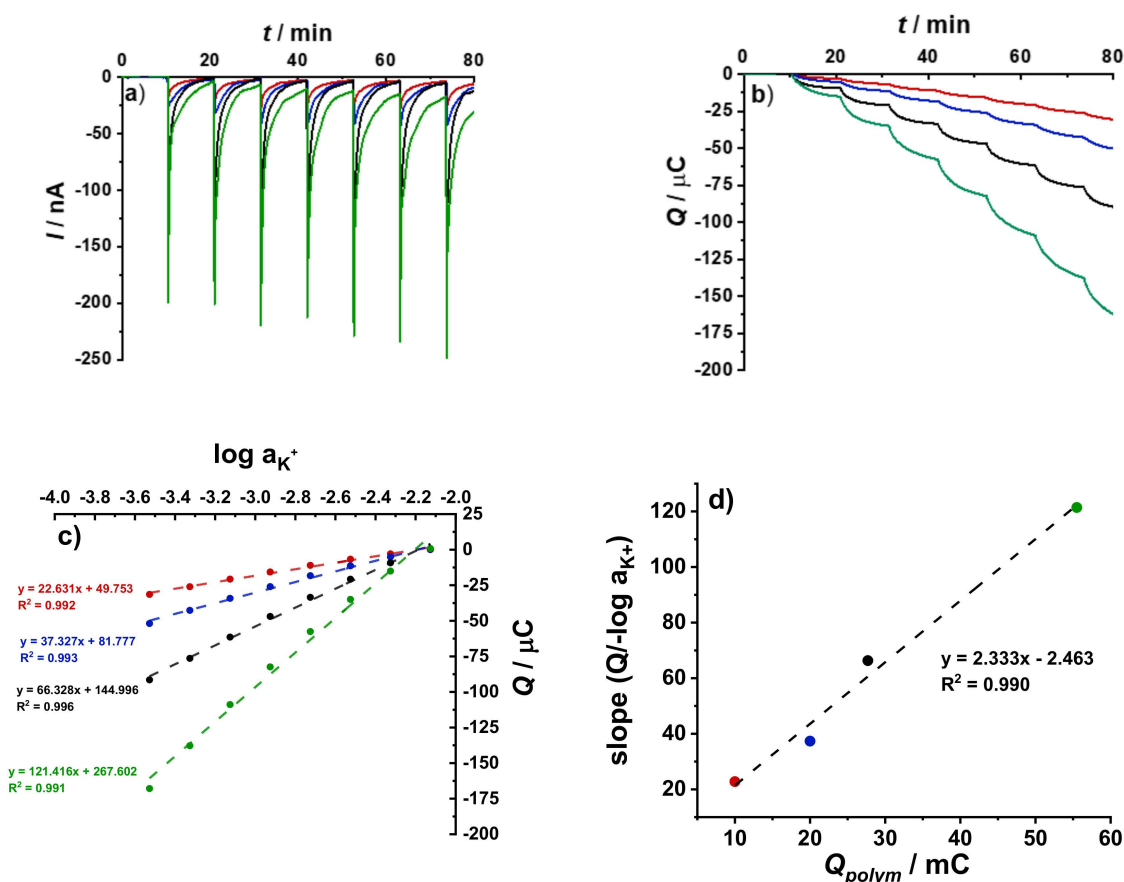 t / min
0 20 40 60 80
a)
0
-50
-100
-150
-200
-250
I / nA
t / min
0 20 40 60 80
b)
0
-25
-50
-75
-100
-125
-150
-175
-200
Q / μC
log a_K+
-4.0 -3.8 -3.6 -3.4 -3.2 -3.0 -2.8 -2.6 -2.4 -2.2 -2.0
c)
25
0
-25
-50
-75
-100
-125
-150
-175
-200
Q / μC
y = 22.631x + 49.753
R² = 0.992
y = 37.327x + 81.777
R² = 0.993
y = 66.328x + 144.996
R² = 0.996
y = 121.416x + 267.602
R² = 0.991
d)
120
100
80
60
40
20
slope (Q/-log a_K+)
y = 2.333x - 2.463
R² = 0.990
10 20 30 40 50 60
Q_polym / mC